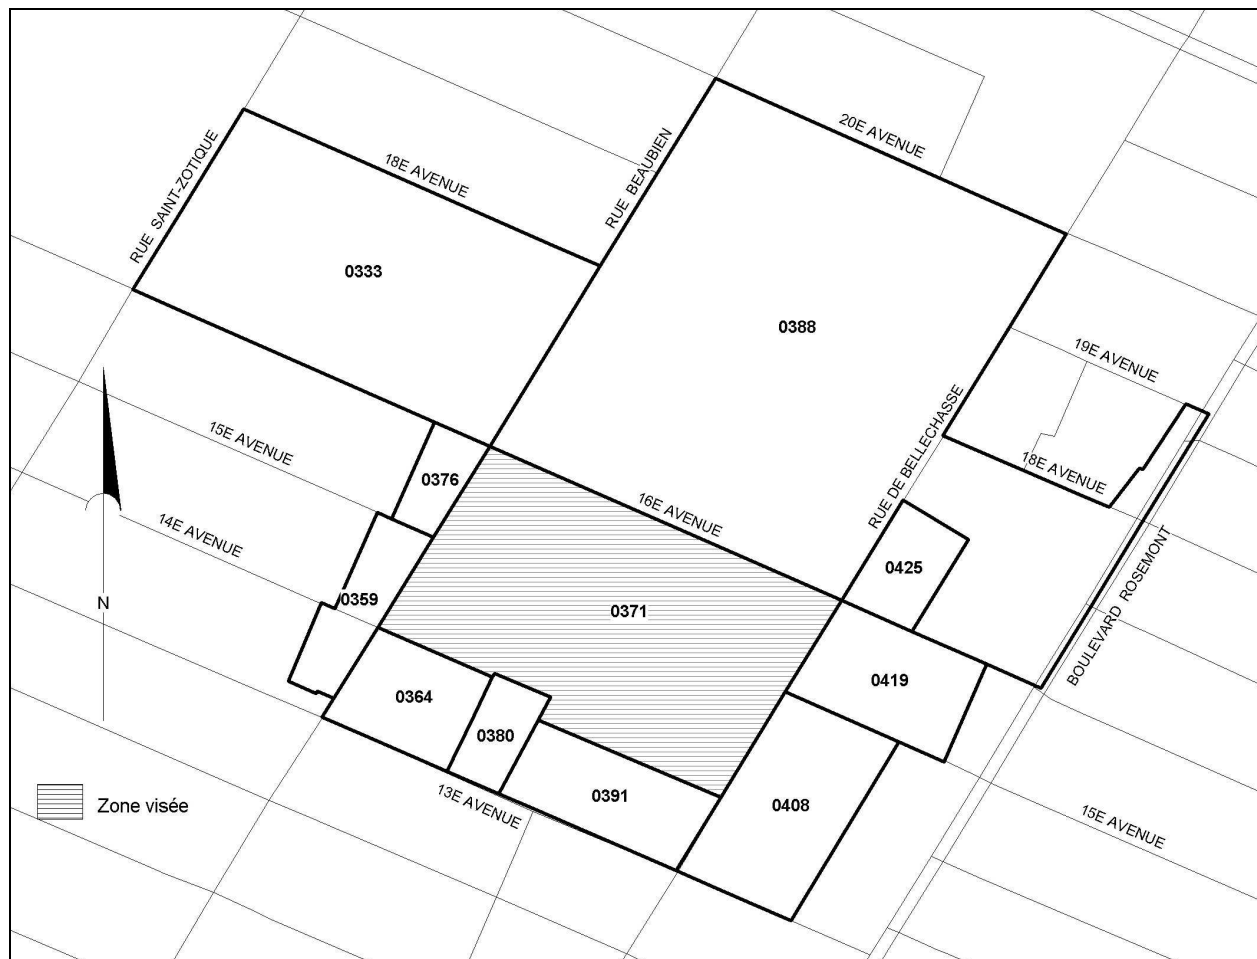 20E AVENUE
RUE BEAUBIEN
18E AVENUE
RUE SAINT-ZOTIQUE
0333
0388
19E AVENUE
RUE DE BELLECHASSE
15E AVENUE
18E AVENUE
0376
16E AVENUE
14E AVENUE
0425
BOULEVARD ROSEMONT
0359
0371
N
0419
0364
0380
0391
0408
13E AVENUE
15E AVENUE
Zone visée